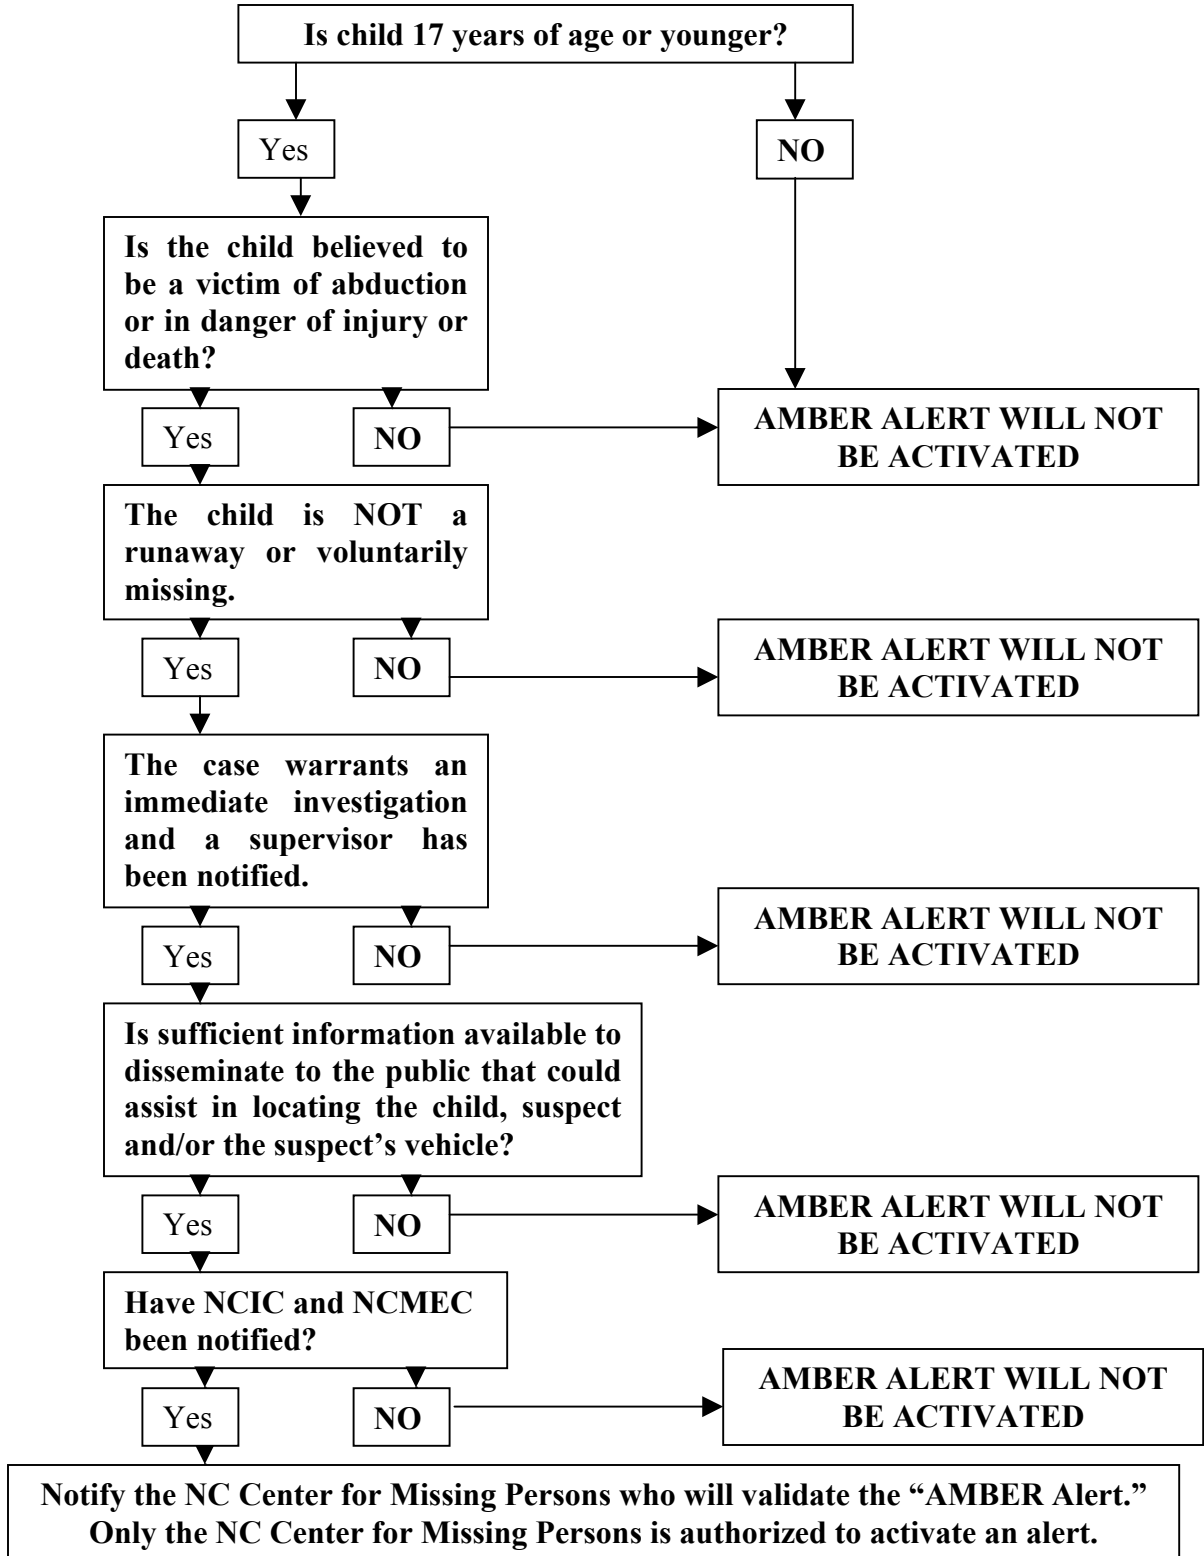 Is child 17 years of age or younger?
Yes
NO
Is the child believed to
be a victim of abduction
or in danger of injury or
death?
Yes
NO
AMBER ALERT WILL NOT
BE ACTIVATED
The child is NOT a
runaway or voluntarily
missing.
Yes
NO
AMBER ALERT WILL NOT
BE ACTIVATED
The case warrants an
immediate investigation
and a supervisor has
been notified.
Yes
NO
AMBER ALERT WILL NOT
BE ACTIVATED
Is sufficient information available to
disseminate to the public that could
assist in locating the child, suspect
and/or the suspect’s vehicle?
Yes
NO
AMBER ALERT WILL NOT
BE ACTIVATED
Have NCIC and NCMEC
been notified?
Yes
NO
AMBER ALERT WILL NOT
BE ACTIVATED
Notify the NC Center for Missing Persons who will validate the “AMBER Alert.”
Only the NC Center for Missing Persons is authorized to activate an alert.